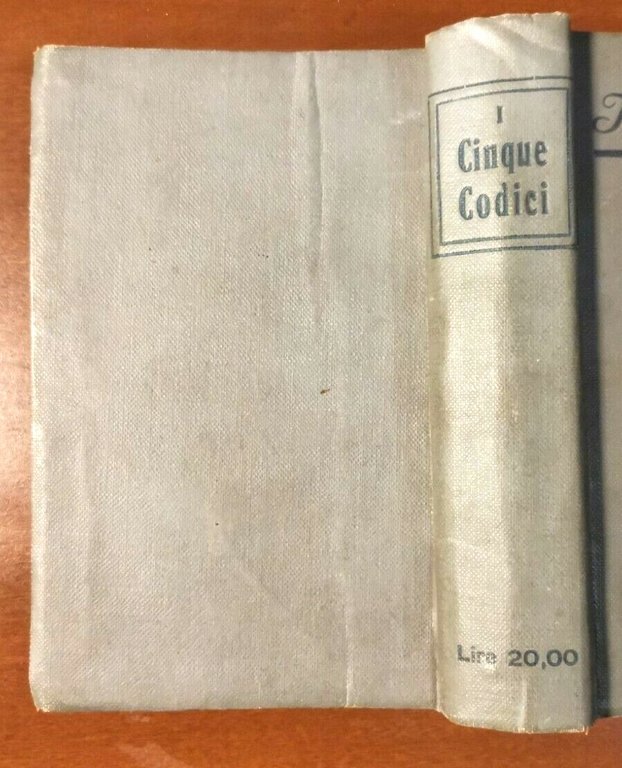 I
Cinque
Codici
Lire 20,00